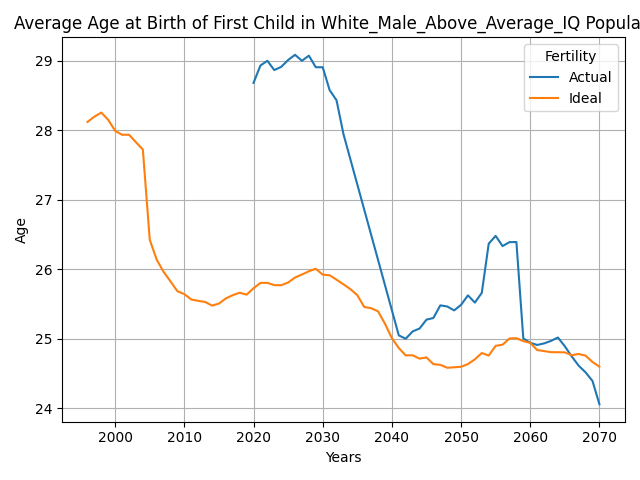 Average Age at Birth of First Child in White_Male_Above_Average_IQ Popula
Fertility
Actual
Ideal
29
28
27
26
25
24
Age
2000 2010 2020 2030 2040 2050 2060 2070
Years